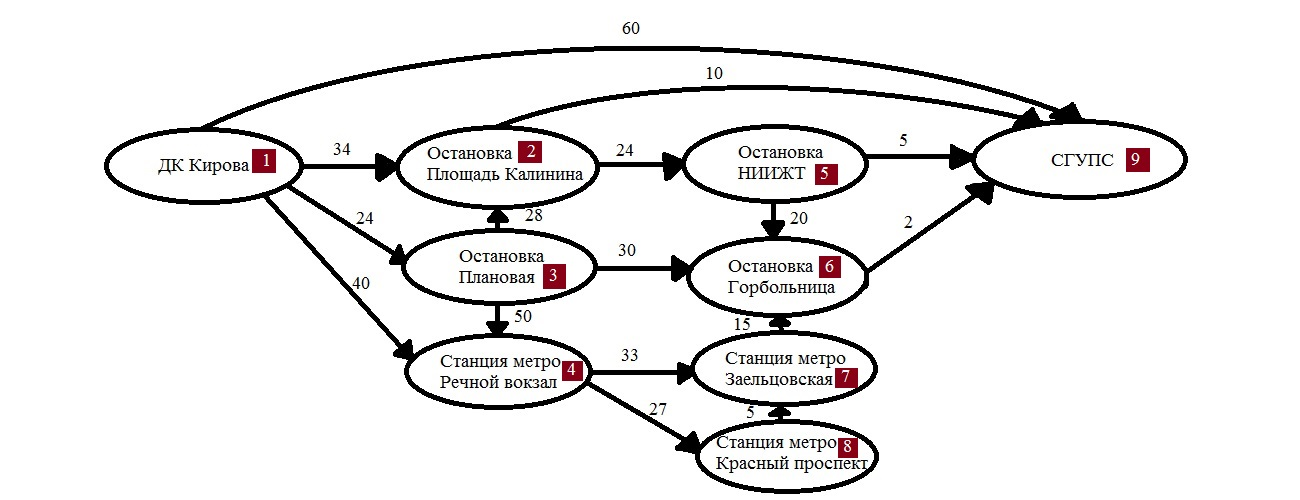 60
10
ДК Кирова 1
34
Остановка 2
Площадь Калинина
24
Остановка
НИИЖТ 5
5
СГУПС 9
24
28
20
2
Остановка
Плановая 3
30
Остановка 6
Горбольница
40
50
15
Станция метро
Речной вокзал 4
33
Станция метро
Заельцовская 7
27
5
Станция метро 8
Красный проспект